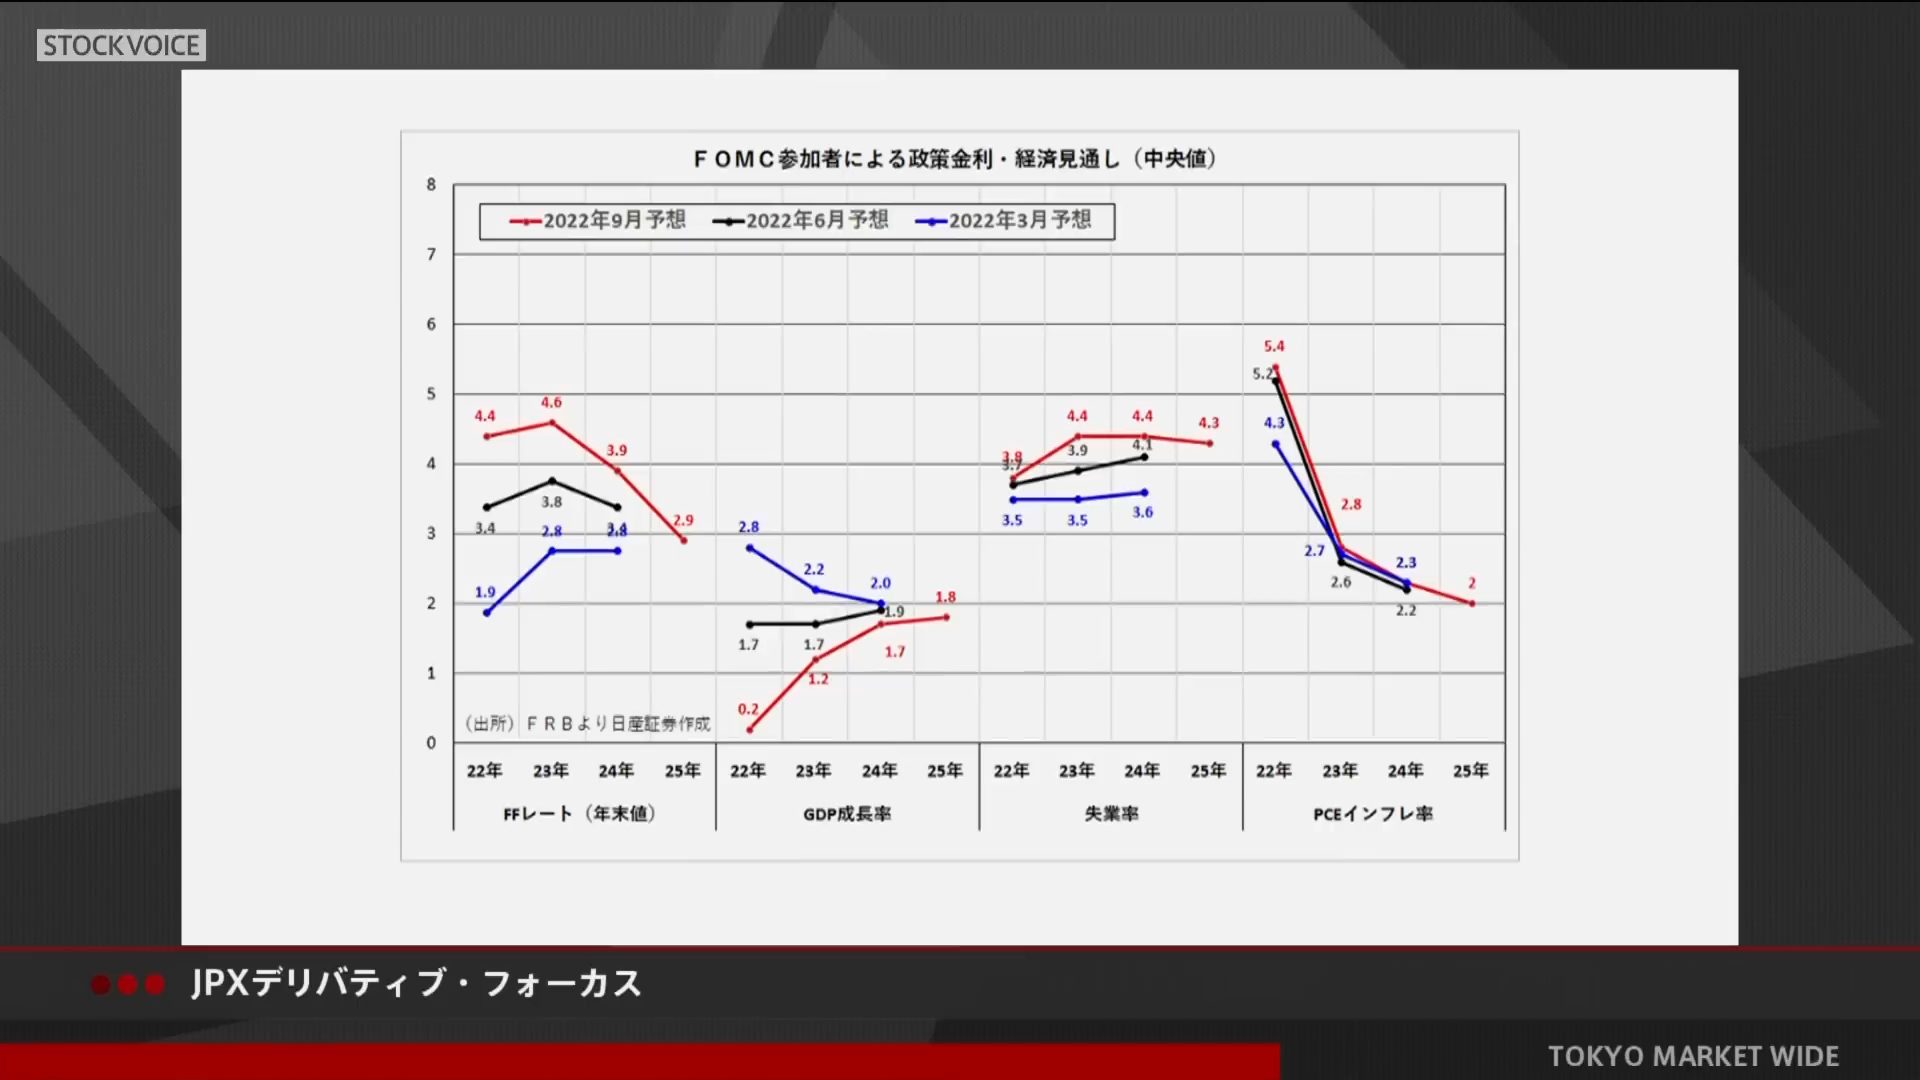 STOCKVOICE
ＦＯＭＣ参加者による政策金利・経済見通し（中央値）
2022年9月予想 2022年6月予想 2022年3月予想
8
7
6
5
4
3
2
1
0
4.4 4.6 3.9 2.9
3.4 3.8 3.4
1.9 2.8 2.8
2.8 2.2 2.0
1.7 1.7 1.9
0.2 1.2 1.7 1.8
3.8 4.4 4.4 4.3
3.7 3.9 4.1
3.5 3.5 3.6
5.4 2.8 2
5.2 2.6 2.2
4.3 2.7 2.3
（出所）ＦＲＢより日産証券作成
22年 23年 24年 25年 22年 23年 24年 25年 22年 23年 24年 25年 22年 23年 24年 25年
FFレート（年末値） GDP成長率 失業率 PCEインフレ率
JPXデリバティブ・フォーカス
TOKYO MARKET WIDE